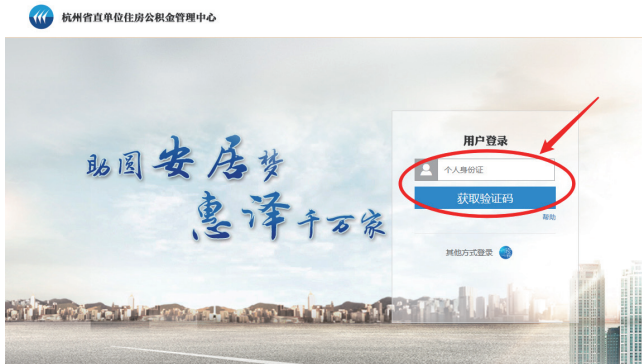 杭州省直单位住房公积金管理中心
助圆安居梦
惠泽千万家
用户登录
个人身份证
获取验证码
帮助
其他方式登录